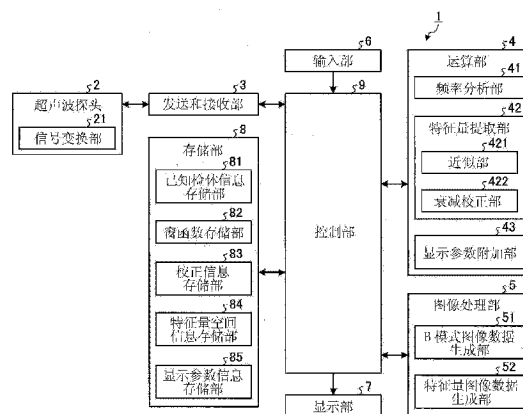 1
2
超声波探头
21
信号变换部
3
发送和接收部
6
输入部
9
控制部
7
显示部
8
存储部
81
已知检体信息
存储部
82
窗函数存储部
83
校正信息
存储部
84
特征量空间
信息存储部
85
显示参数信息
存储部
4
运算部
41
频率分析部
42
特征量提取部
421
近似部
422
衰减校正部
43
显示参数附加部
5
图像处理部
51
B模式图像数据
生成部
52
特征量图像数据
生成部